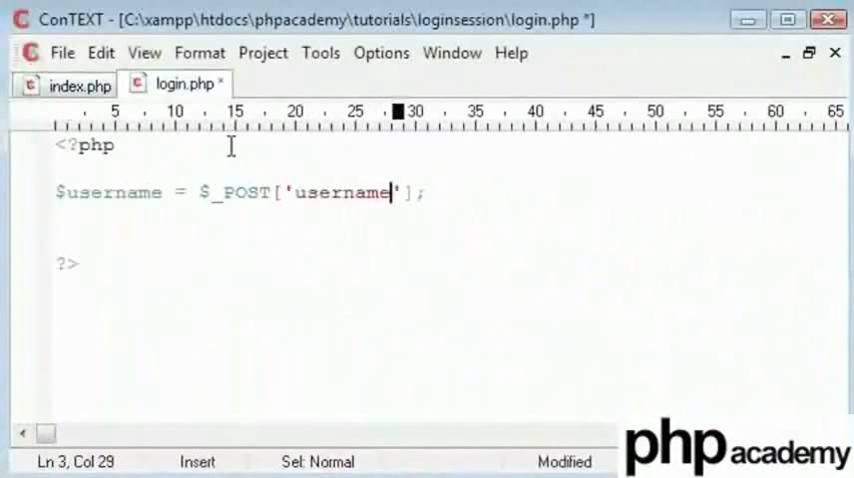 ConTEXT - [C:\xampp\htdocs\phpacademy\tutorials\loginsession\login.php *]
File Edit View Format Project Tools Options Window Help
index.php login.php *
5 10 15 20 25 30 35 40 45 50 55 60 65
<?php
$username = $_POST['username'];
?>
Ln 3, Col 29 Insert Sel: Normal Modified
php academy